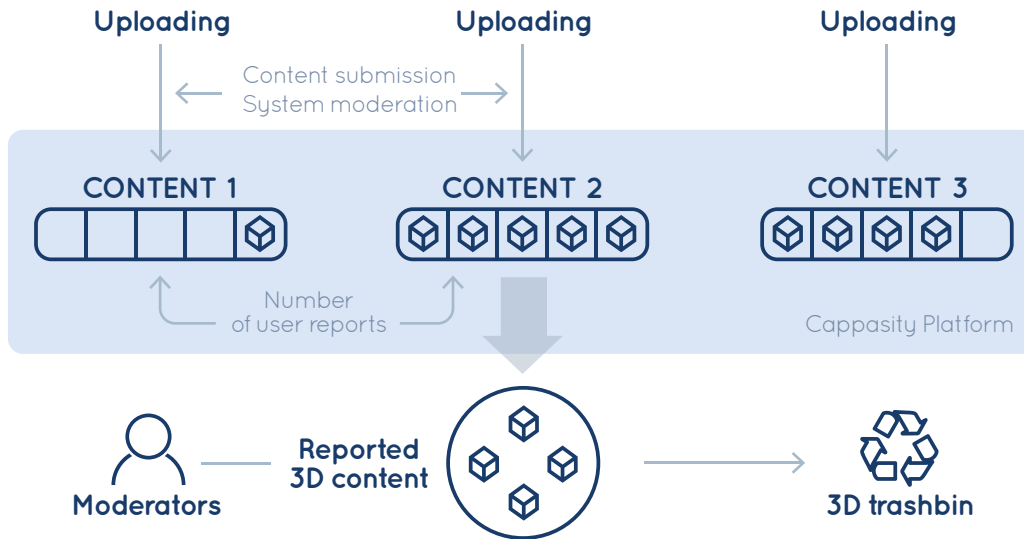 Uploading
Uploading
Uploading
Content submission
System moderation
CONTENT 1
CONTENT 2
CONTENT 3
Number
of user reports
Cappasity Platform
Reported
3D content
Moderators
3D trashbin